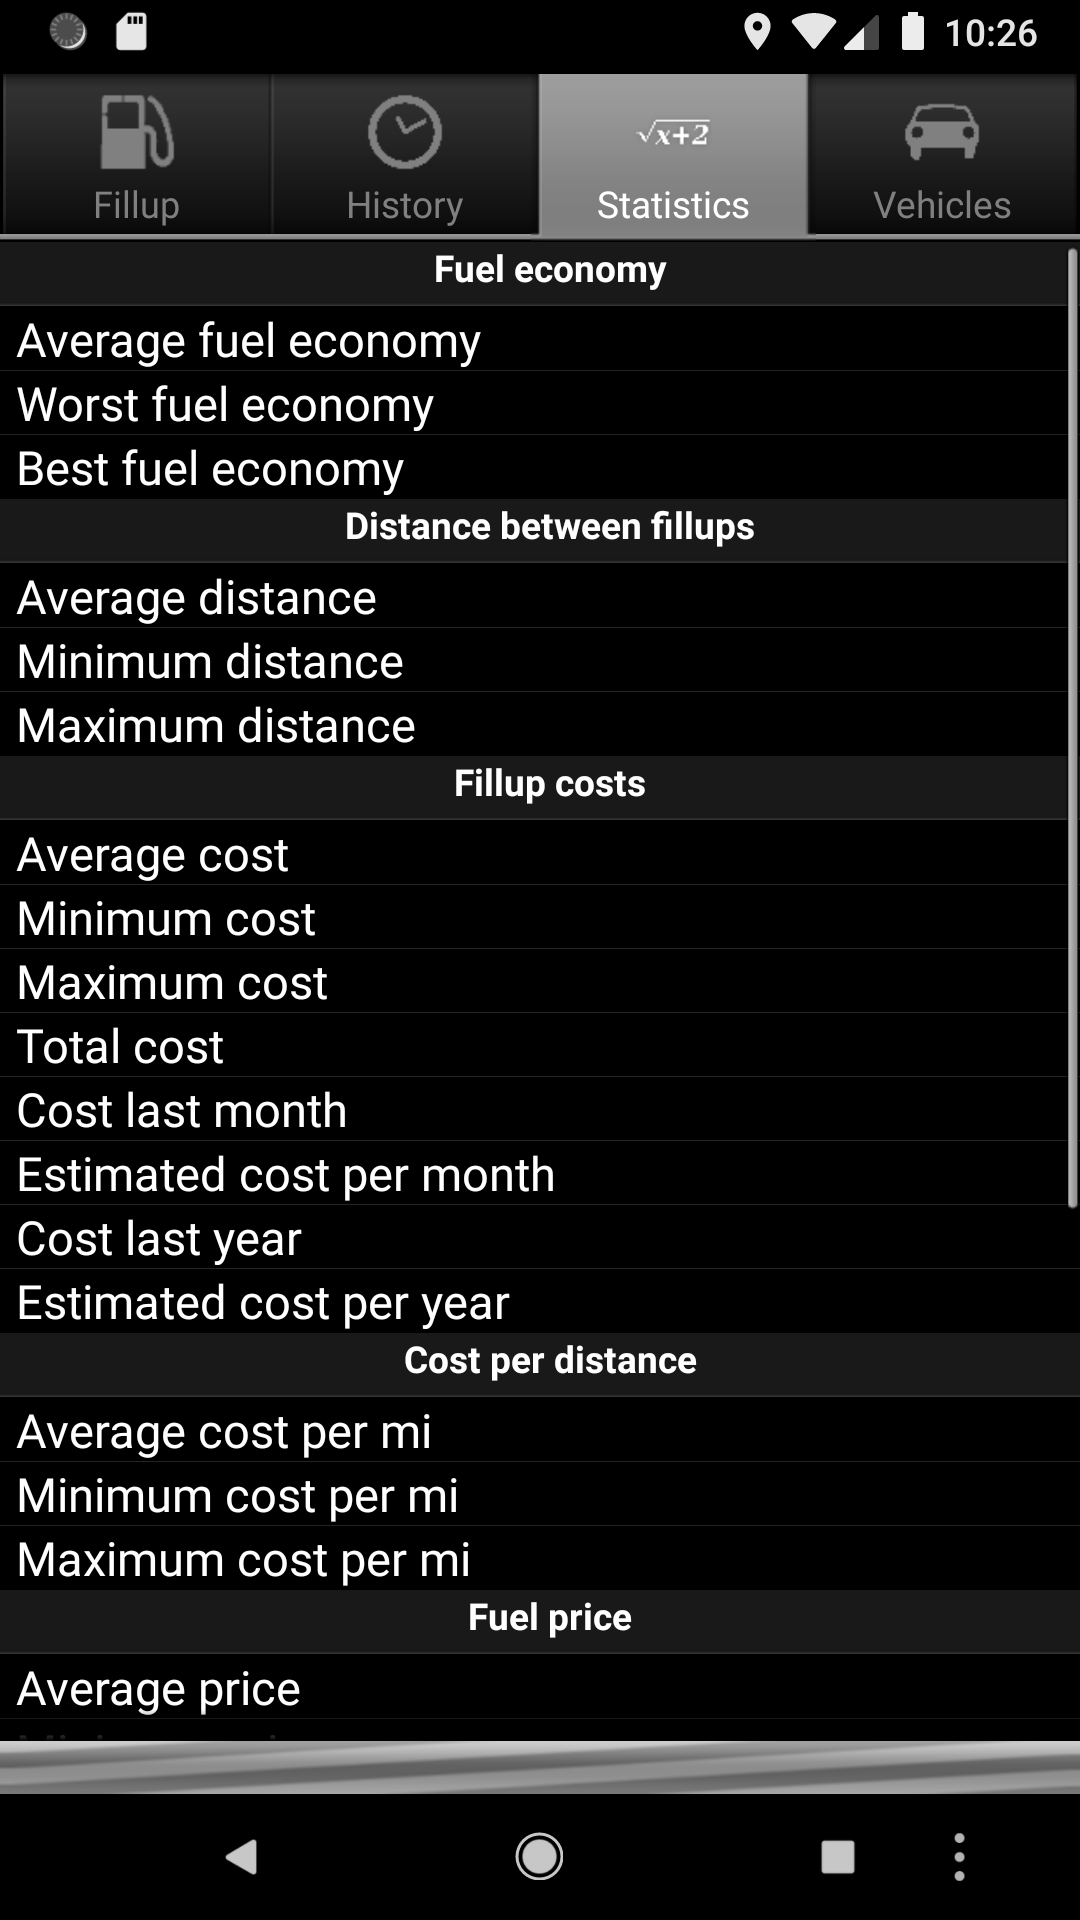 10:26
Fillup
History
√x+2
Statistics
Vehicles
Fuel economy
Average fuel economy
Worst fuel economy
Best fuel economy
Distance between fillups
Average distance
Minimum distance
Maximum distance
Fillup costs
Average cost
Minimum cost
Maximum cost
Total cost
Cost last month
Estimated cost per month
Cost last year
Estimated cost per year
Cost per distance
Average cost per mi
Minimum cost per mi
Maximum cost per mi
Fuel price
Average price